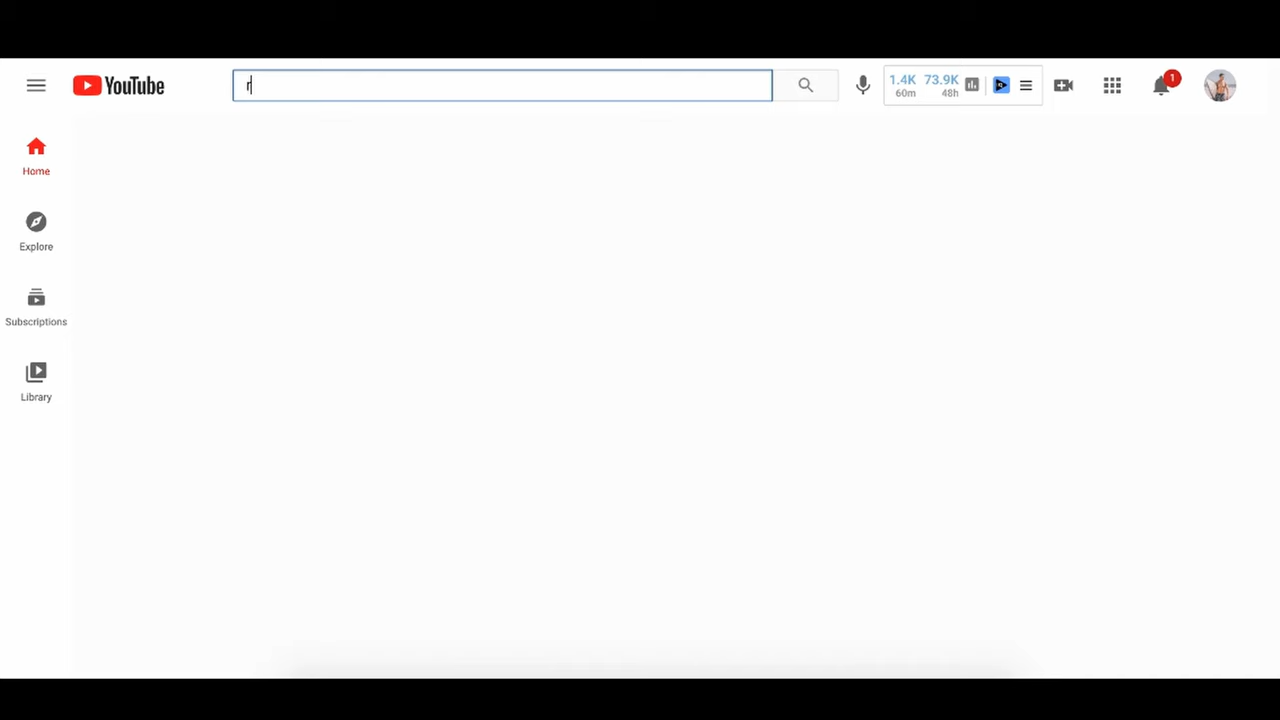 YouTube
r
1.4K 73.9K
60m 48h
1
Home
Explore
Subscriptions
Library